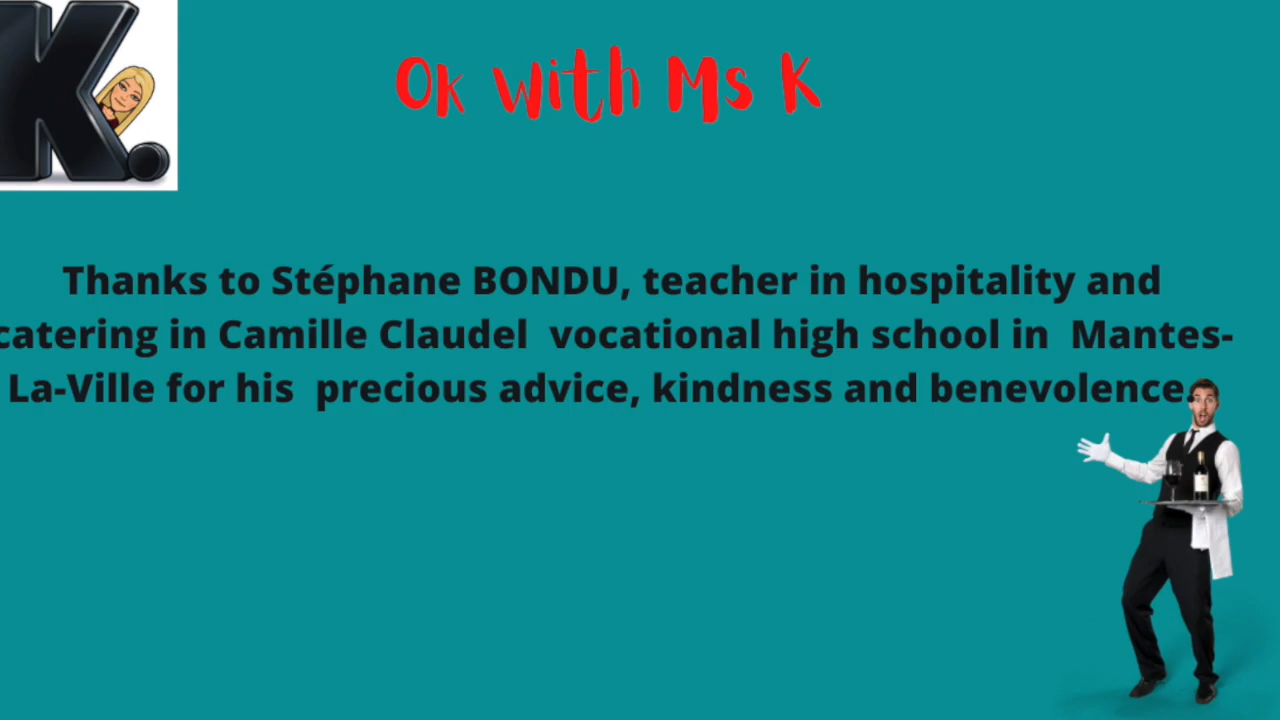 K.
Ok with Ms K
Thanks to Stéphane BONDU, teacher in hospitality and
catering in Camille Claudel vocational high school in Mantes-
La-Ville for his precious advice, kindness and benevolence.